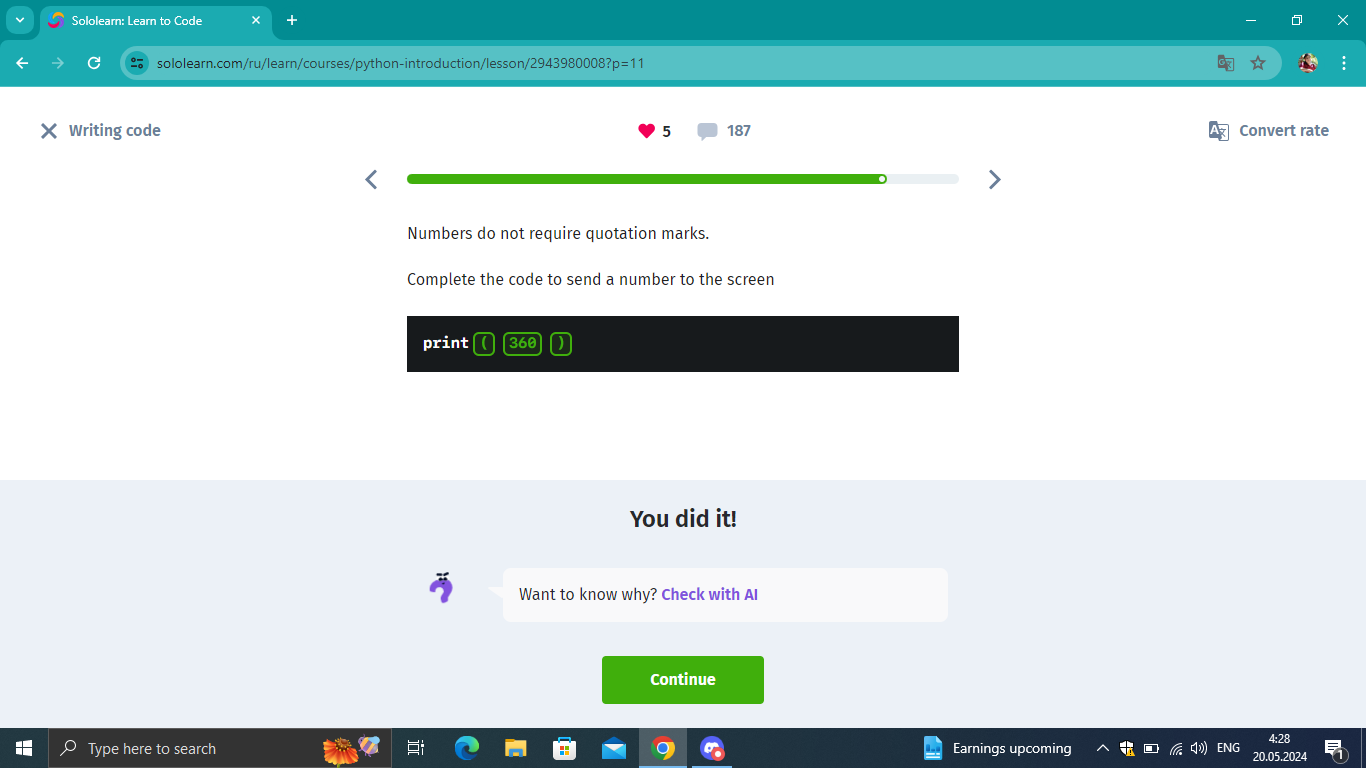 Sololearn: Learn to Code
sololearn.com/ru/learn/courses/python-introduction/lesson/2943980008?p=11
Writing code
5
187
Convert rate
Numbers do not require quotation marks.
Complete the code to send a number to the screen
print ( 360 )
You did it!
Want to know why? Check with AI
Continue
Type here to search
Earnings upcoming
ENG
4:28
20.05.2024
1